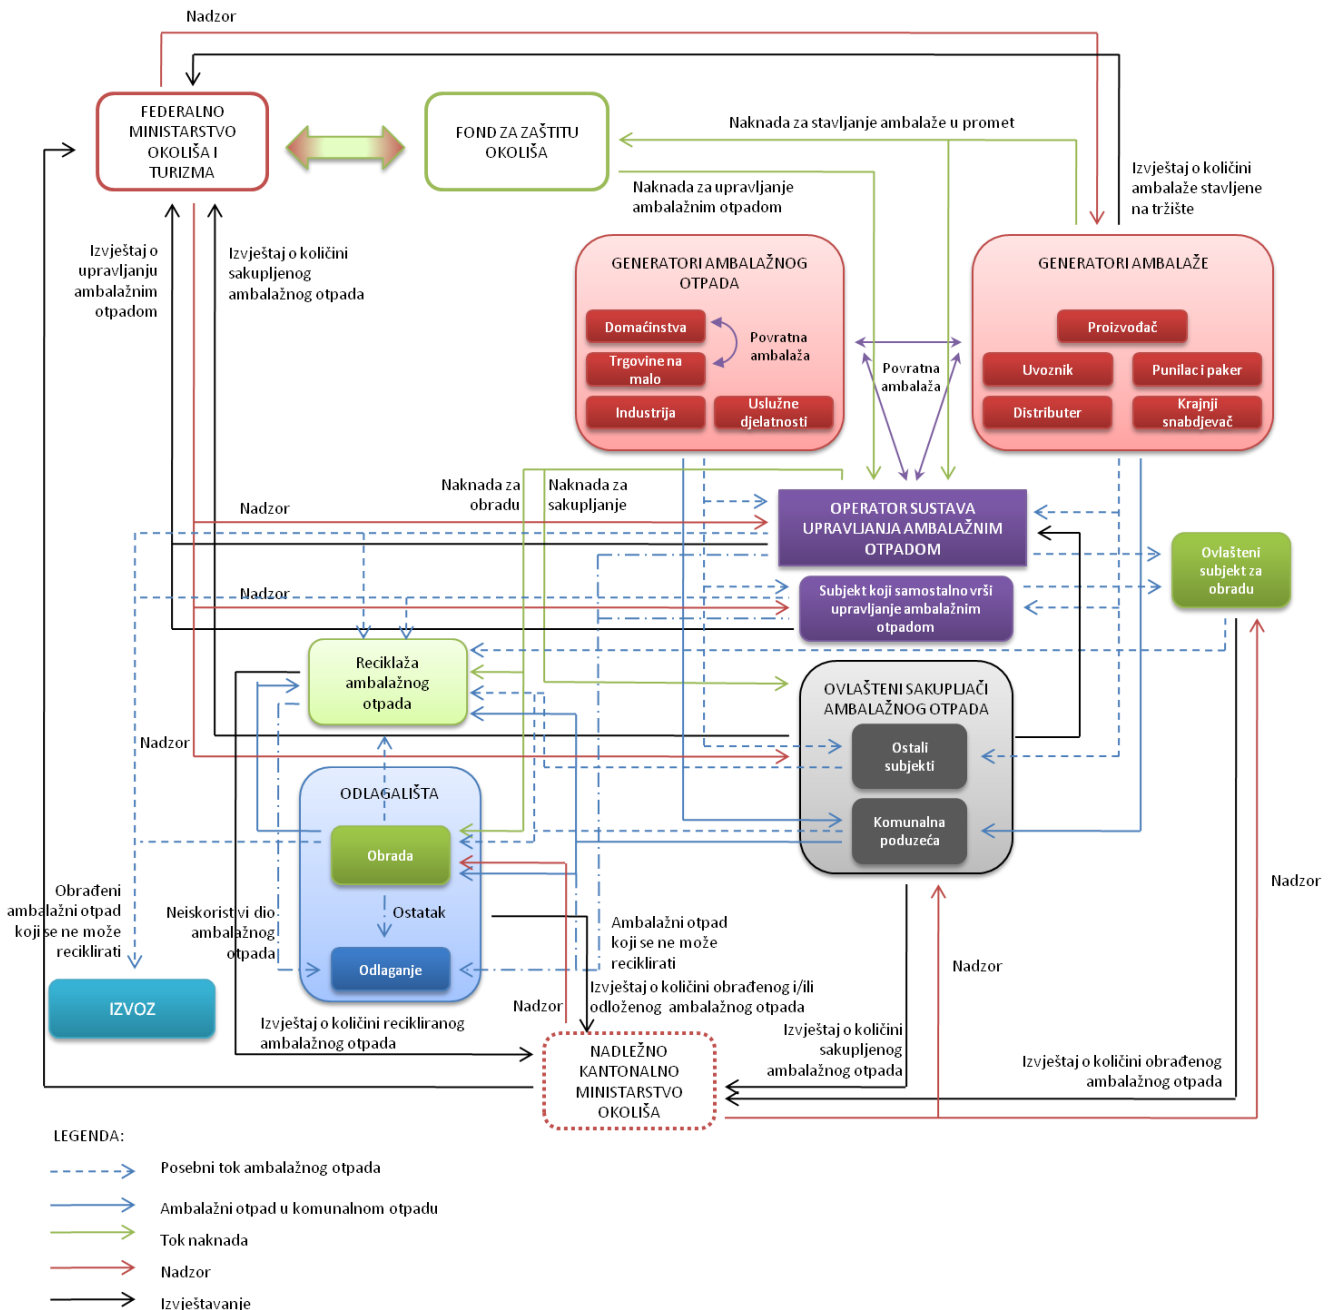 Nadzor
FEDERALNO
MINISTARSTVO
OKOLIŠA I
TURIZMA
FOND ZA ZAŠTITU
OKOLIŠA
Naknada za stavljanje ambalaže u promet
Izvještaj o količini
ambalaže stavljene
na tržište
Naknada za upravljanje
ambalažnim otpadom
Izvještaj o
upravljanju
ambalažnim
otpadom
Izvještaj o količini
sakupljenog
ambalažnog otpada
GENERATORI AMBALAŽNOG
OTPADA
Domaćinstva
Trgovine na
malo
Industrija
Uslužne
djelatnosti
Povratna
ambalaža
Povratna
ambalaža
GENERATORI AMBALAŽE
Proizvođač
Uvoznik
Punilac i paker
Distributer
Krajnji
snabdjevač
Naknada za
obradu
Naknada za
sakupljanje
Nadzor
OPERATOR SUSTAVA
UPRAVLJANJA AMBALAŽNIM
OTPADOM
Ovlašteni
subjekt za
obradu
Nadzor
Subjekt koji samostalno vrši
upravljanje ambalažnim
otpadom
Reciklaža
ambalažnog
otpada
OVLAŠTENI SAKUPLJAČI
AMBALAŽNOG OTPADA
Ostali
subjekti
Komunalna
poduzeća
Nadzor
ODLAGALIŠTA
Obrada
Ostatak
Odlaganje
Obrađeni
ambalažni otpad
koji se ne može
reciklirati
Neiskoristivi dio
ambalažnog
otpada
Ambalažni otpad
koji se ne može
reciklirati
Nadzor
Nadzor
IZVOZ
Izvještaj o količini obrađenog i/ili
odloženog ambalažnog otpada
Nadzor
Izvještaj o količini recikliranog
ambalažnog otpada
NADLEŽNO
KANTONALNO
MINISTARSTVO
OKOLIŠA
Izvještaj o količini
sakupljenog
ambalažnog otpada
Izvještaj o količini obrađenog
ambalažnog otpada
LEGENDA:
Posebni tok ambalažnog otpada
Ambalažni otpad u komunalnom otpadu
Tok naknada
Nadzor
Izvještavanje